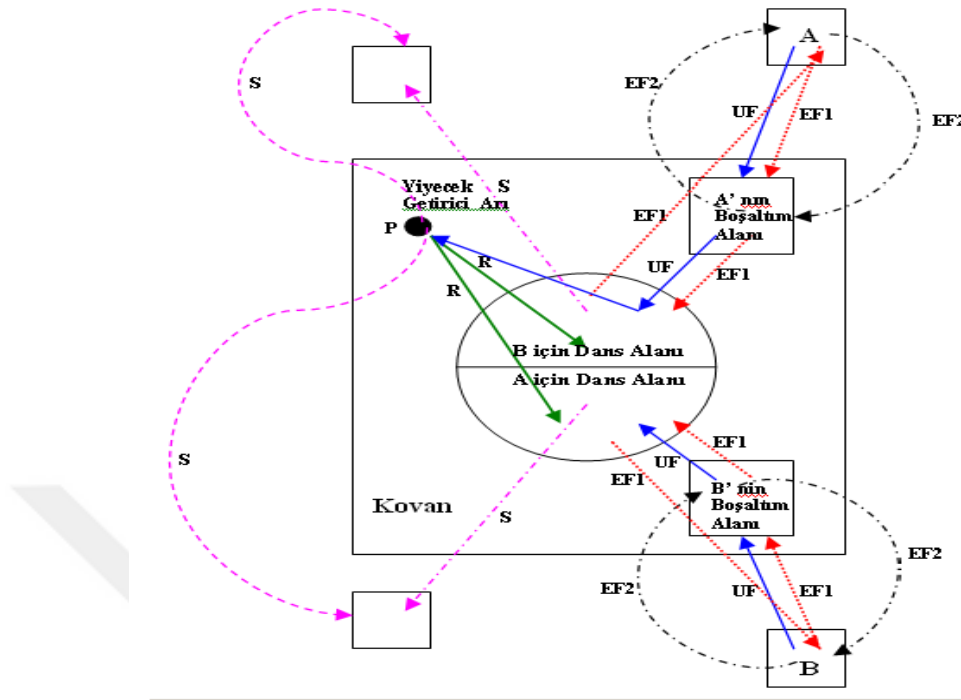 A
S
EF2
UF
EF1
EF2
Yiyecek S
Getirici Arı
P
A' nın
Boşaltım
Alanı
EF1
R
UF
EF1
R
B için Dans Alanı
A için Dans Alanı
EF1
S
UF
EF1
B' nin
Boşaltım
Alanı
Kovan
S
EF2
EF2
UF
EF1
B